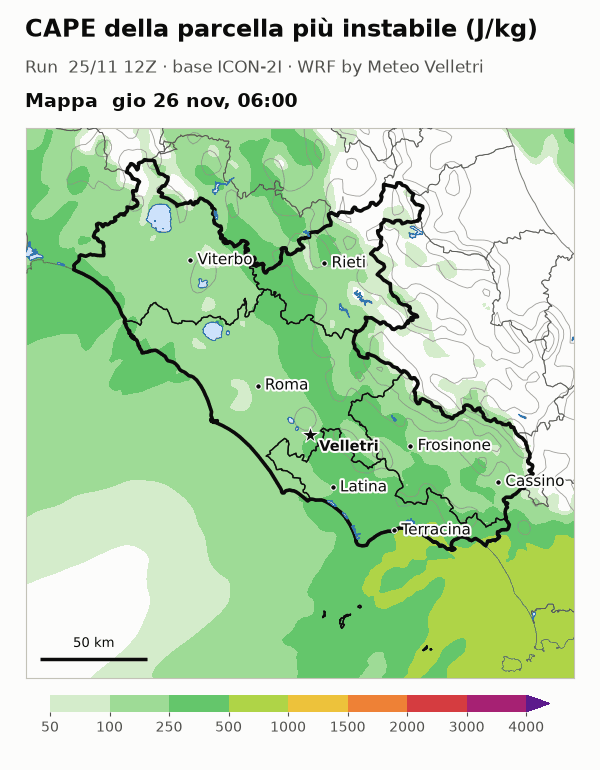 CAPE della parcella più instabile (J/kg)
Run  25/11 12Z · base ICON-2I · WRF by Meteo Velletri
Mappa  gio 26 nov, 06:00
Viterbo
Rieti
Roma
Velletri
Frosinone
Latina
Cassino
Terracina
50 km
50 100 250 500 1000 1500 2000 3000 4000